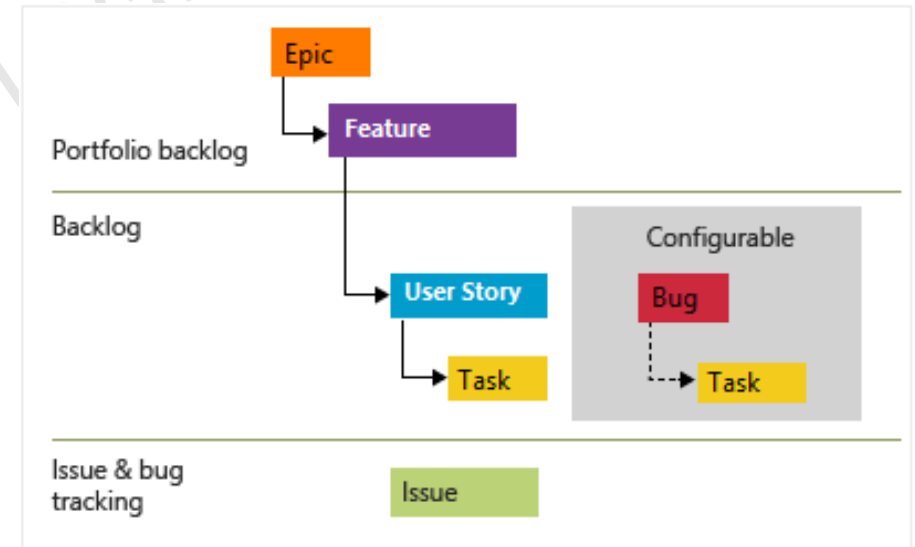 Epic
Feature
Portfolio backlog
Backlog
Configurable
User Story
Bug
Task
Task
Issue & bug
tracking
Issue